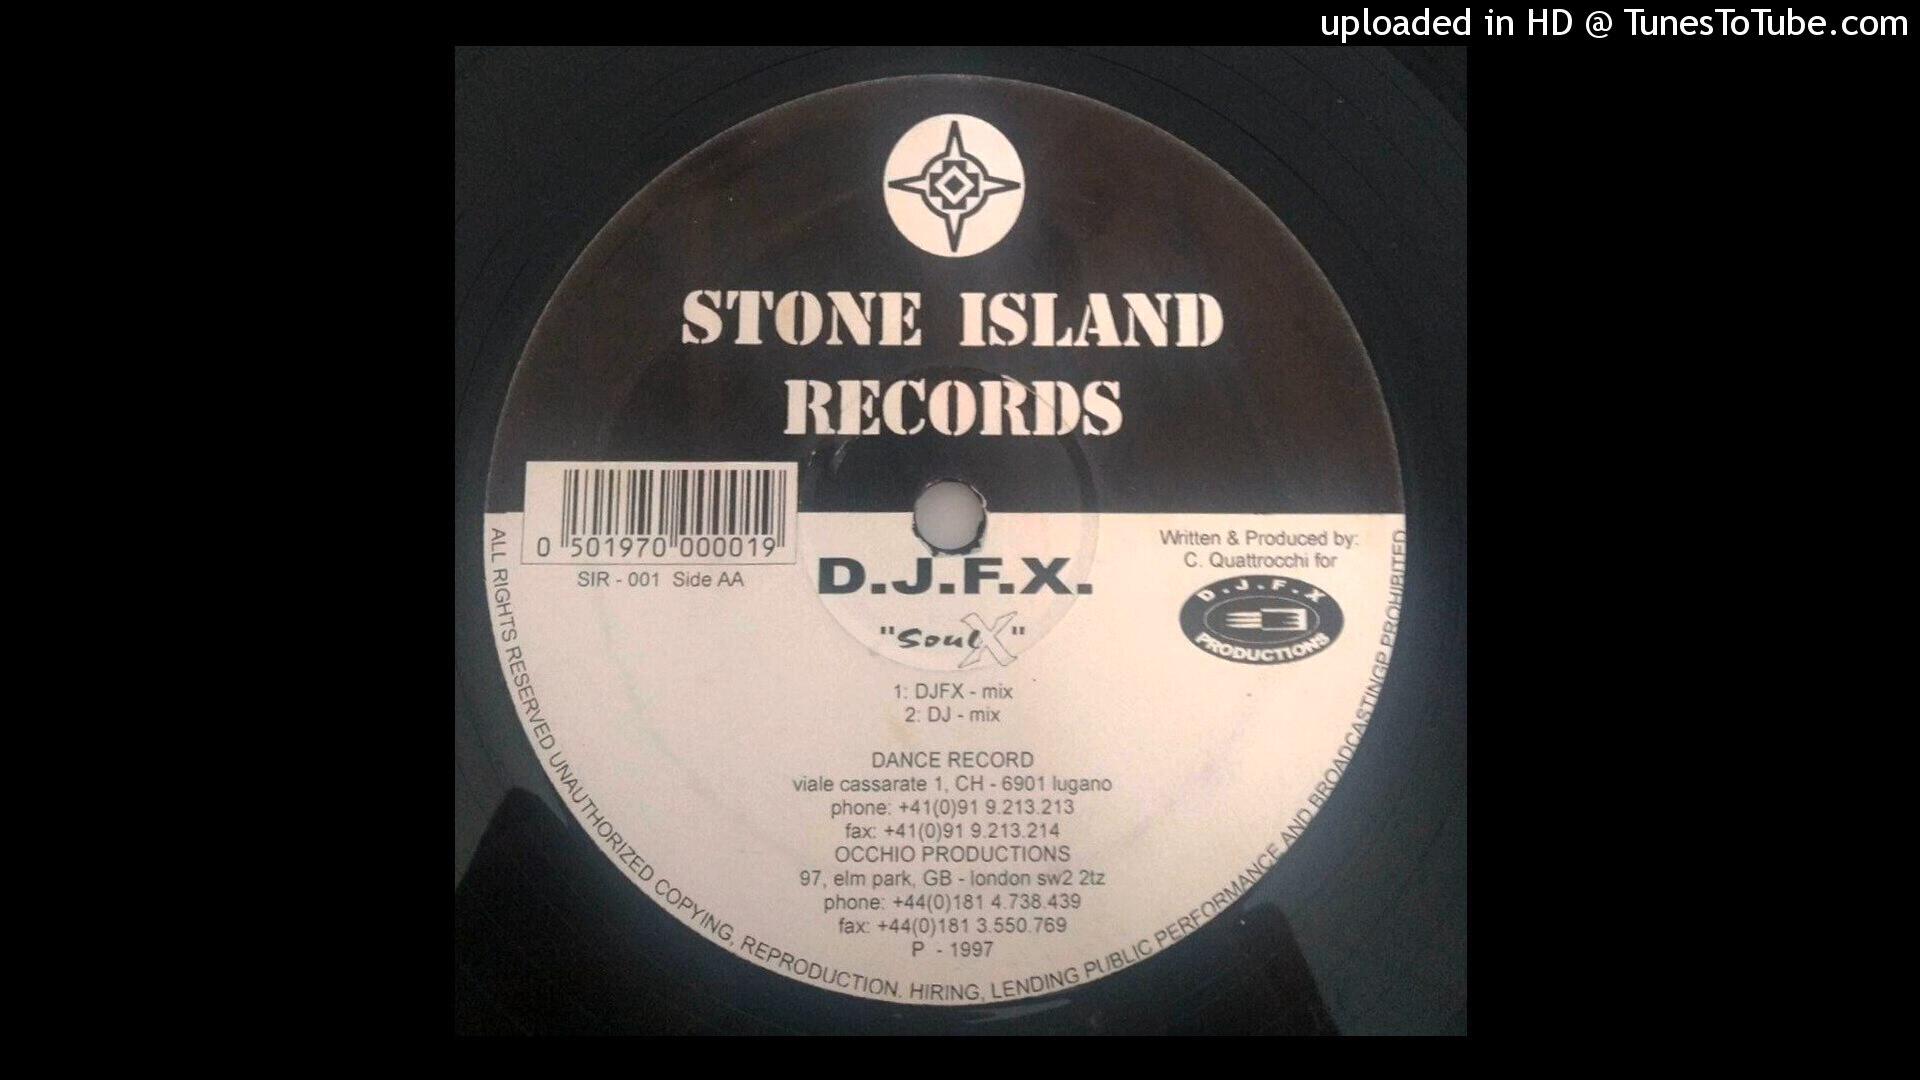 uploaded in HD @ TunesToTube.com
STONE ISLAND
RECORDS
0 501970 000019
SIR - 001 Side AA
D.J.F.X.
"Soul X"
Written & Produced by:
C. Quattrocchi for
D.J.F.X
PRODUCTIONS
1: DJFX - mix
2: DJ - mix
DANCE RECORD
viale cassarate 1, CH - 6901 lugano
phone: +41(0)91 9.213.213
fax: +41(0)91 9.213.214
OCCHIO PRODUCTIONS
97, elm park, GB - london sw2 2tz
phone: +44(0)181 4.738.439
fax: +44(0)181 3.550.769
P - 1997
ALL RIGHTS RESERVED UNAUTHORIZED COPYING, REPRODUCTION. HIRING, LENDING PUBLIC PERFORMANCE AND BROADCASTINGP PROHIBITED